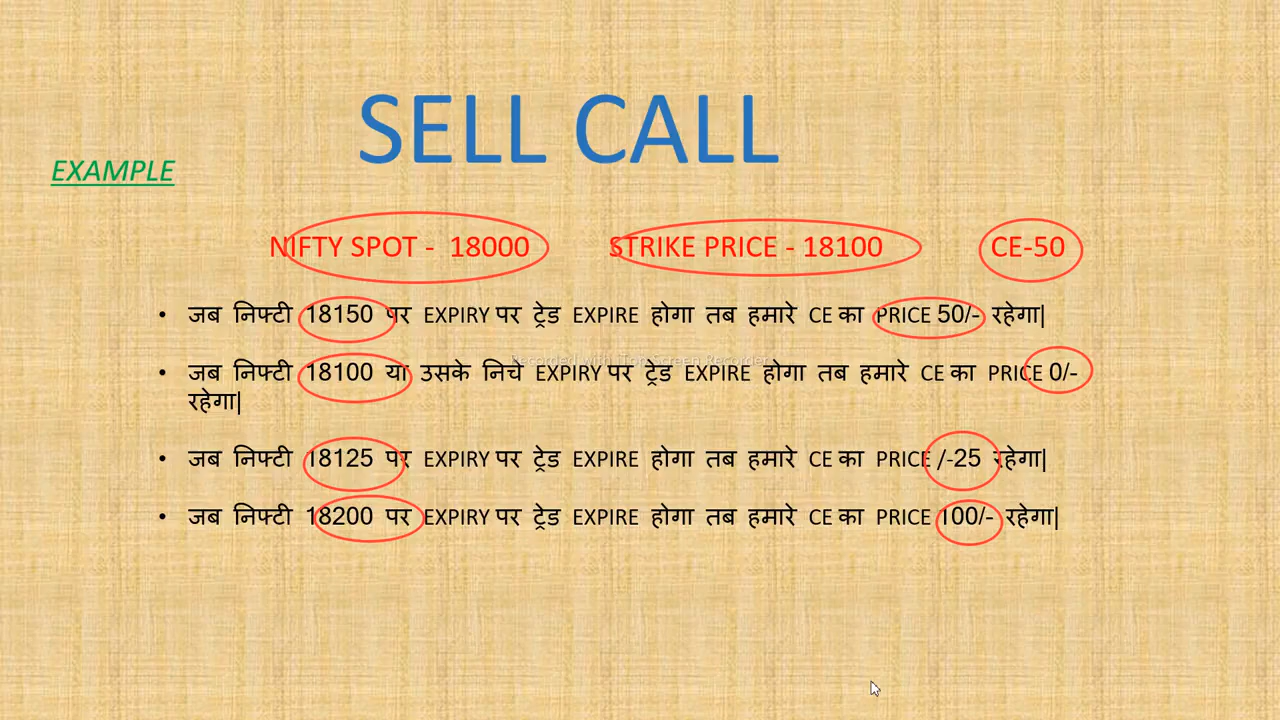 SELL CALL
EXAMPLE
NIFTY SPOT - 18000 STRIKE PRICE - 18100 CE-50
• जब निफ्टी 18150 पर EXPIRY पर ट्रेड EXPIRE होगा तब हमारे CE का PRICE 50/- रहेगा|
Recorded with iTop Screen Recorder
• जब निफ्टी 18100 या उसके निचे EXPIRY पर ट्रेड EXPIRE होगा तब हमारे CE का PRICE 0/-
रहेगा|
• जब निफ्टी 18125 पर EXPIRY पर ट्रेड EXPIRE होगा तब हमारे CE का PRICE /-25 रहेगा|
• जब निफ्टी 18200 पर EXPIRY पर ट्रेड EXPIRE होगा तब हमारे CE का PRICE 100/- रहेगा|